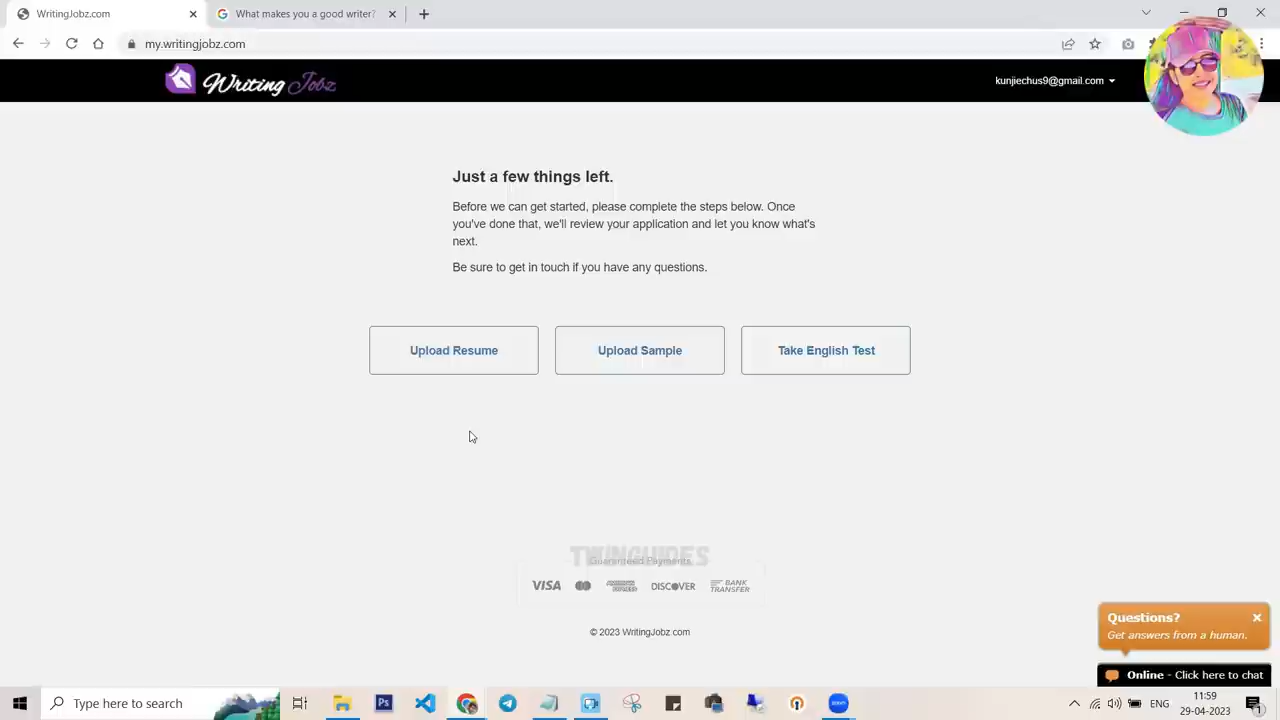 WritingJobz.com
What makes you a good writer?
my.writingjobz.com
Writing Jobz
kunjiechus9@gmail.com
Just a few things left.
Before we can get started, please complete the steps below. Once
you've done that, we'll review your application and let you know what's
next.
Be sure to get in touch if you have any questions.
Upload Resume
Upload Sample
Take English Test
TWINGUIDES
Guaranteed Payments
VISA
DISCOVER
BANK
TRANSFER
© 2023 WritingJobz.com
Questions?
Get answers from a human.
Online - Click here to chat
Type here to search
Ps
zoom
ENG
11:59
29-04-2023
1